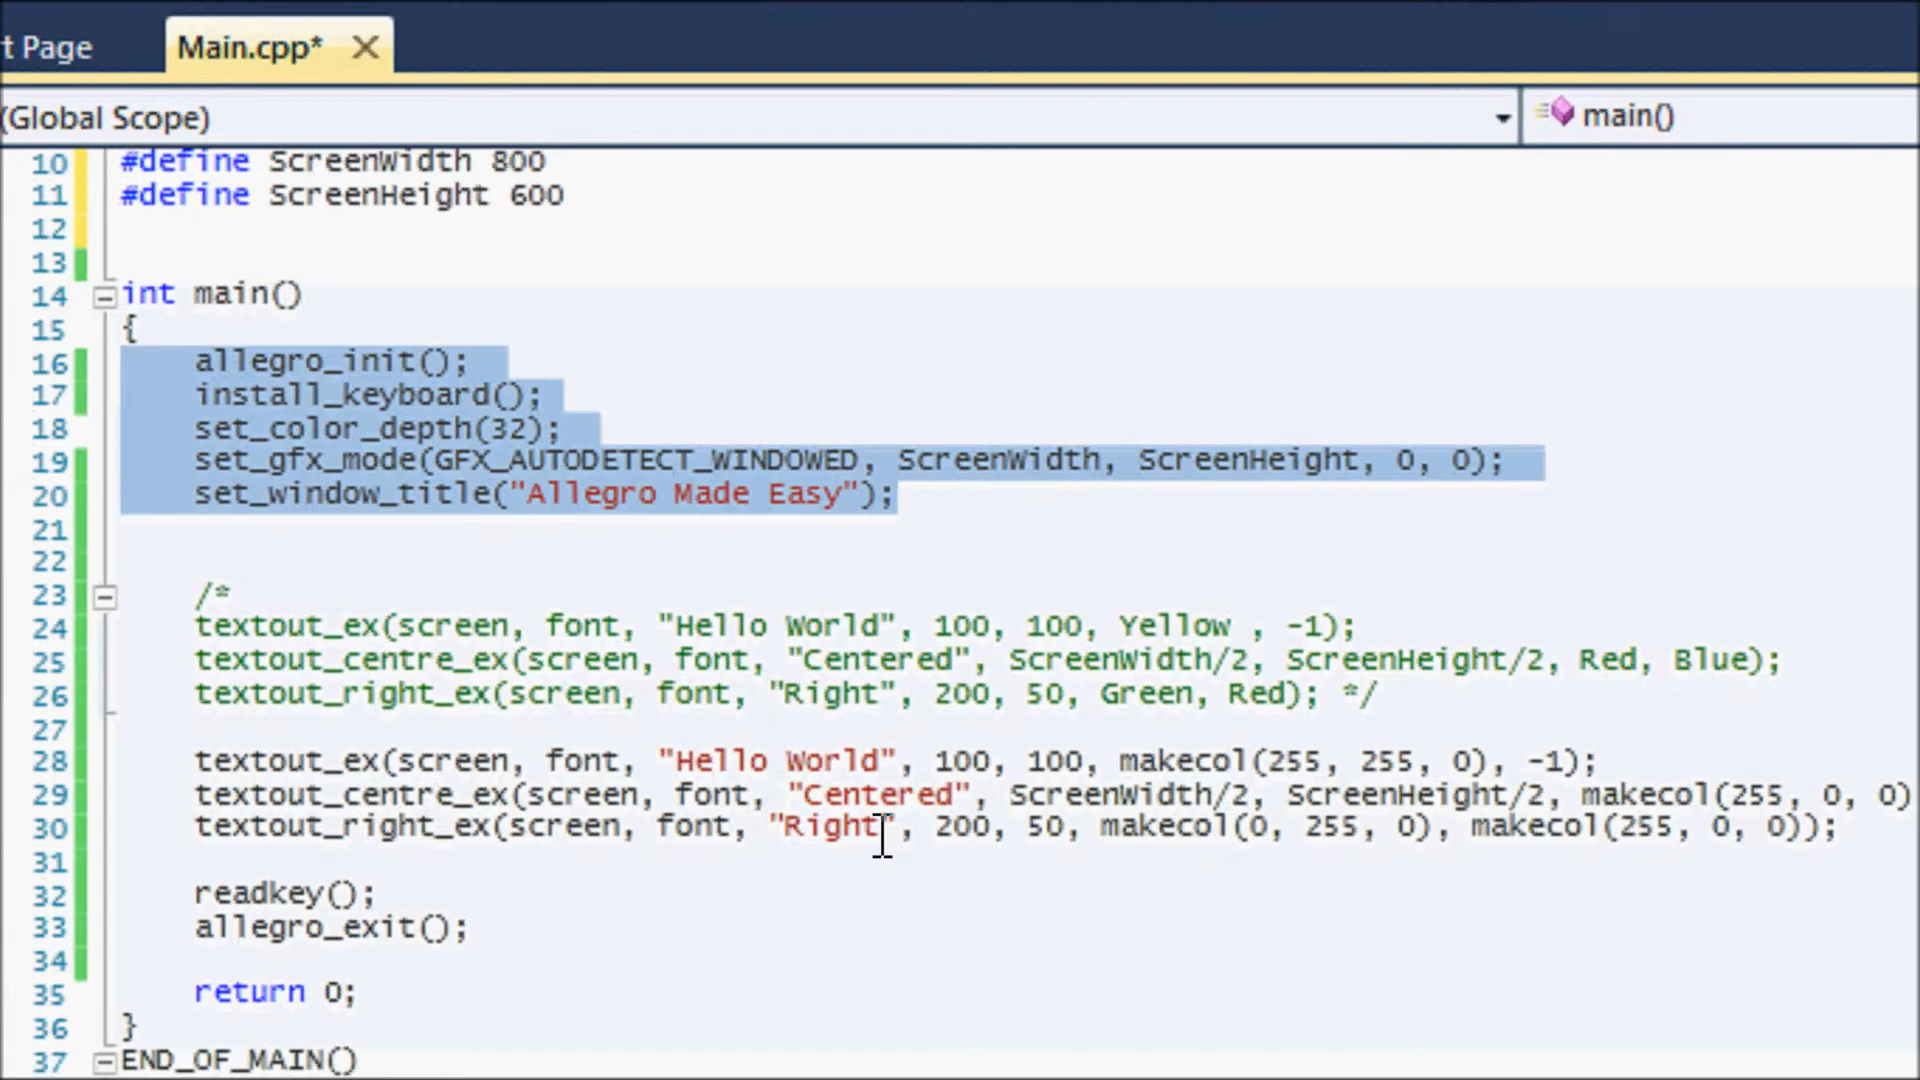 t Page Main.cpp*
(Global Scope) main()
10 #define ScreenWidth 800
11 #define ScreenHeight 600
12
13
14 int main()
15 {
16 allegro_init();
17 install_keyboard();
18 set_color_depth(32);
19 set_gfx_mode(GFX_AUTODETECT_WINDOWED, ScreenWidth, ScreenHeight, 0, 0);
20 set_window_title("Allegro Made Easy");
21
22
23 /*
24 textout_ex(screen, font, "Hello World", 100, 100, Yellow , -1);
25 textout_centre_ex(screen, font, "Centered", ScreenWidth/2, ScreenHeight/2, Red, Blue);
26 textout_right_ex(screen, font, "Right", 200, 50, Green, Red); */
27
28 textout_ex(screen, font, "Hello World", 100, 100, makecol(255, 255, 0), -1);
29 textout_centre_ex(screen, font, "Centered", ScreenWidth/2, ScreenHeight/2, makecol(255, 0, 0)
30 textout_right_ex(screen, font, "Right", 200, 50, makecol(0, 255, 0), makecol(255, 0, 0));
31
32 readkey();
33 allegro_exit();
34
35 return 0;
36 }
37 END_OF_MAIN()